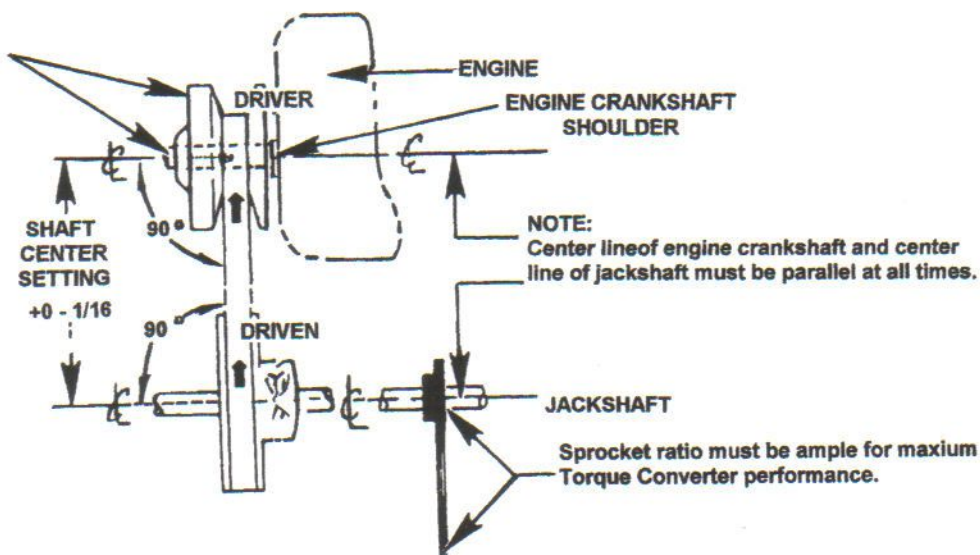 ENGINE
DRIVER
ENGINE CRANKSHAFT
SHOULDER
℄
℄
SHAFT
CENTER
SETTING
+0 - 1/16
90°
NOTE:
Center lineof engine crankshaft and center
line of jackshaft must be parallel at all times.
90°
DRIVEN
℄
℄
JACKSHAFT
Sprocket ratio must be ample for maxium
Torque Converter performance.